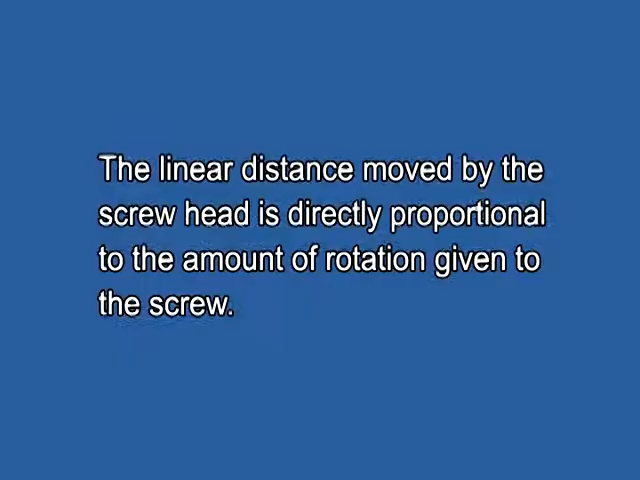 The linear distance moved by the
screw head is directly proportional
to the amount of rotation given to
the screw.